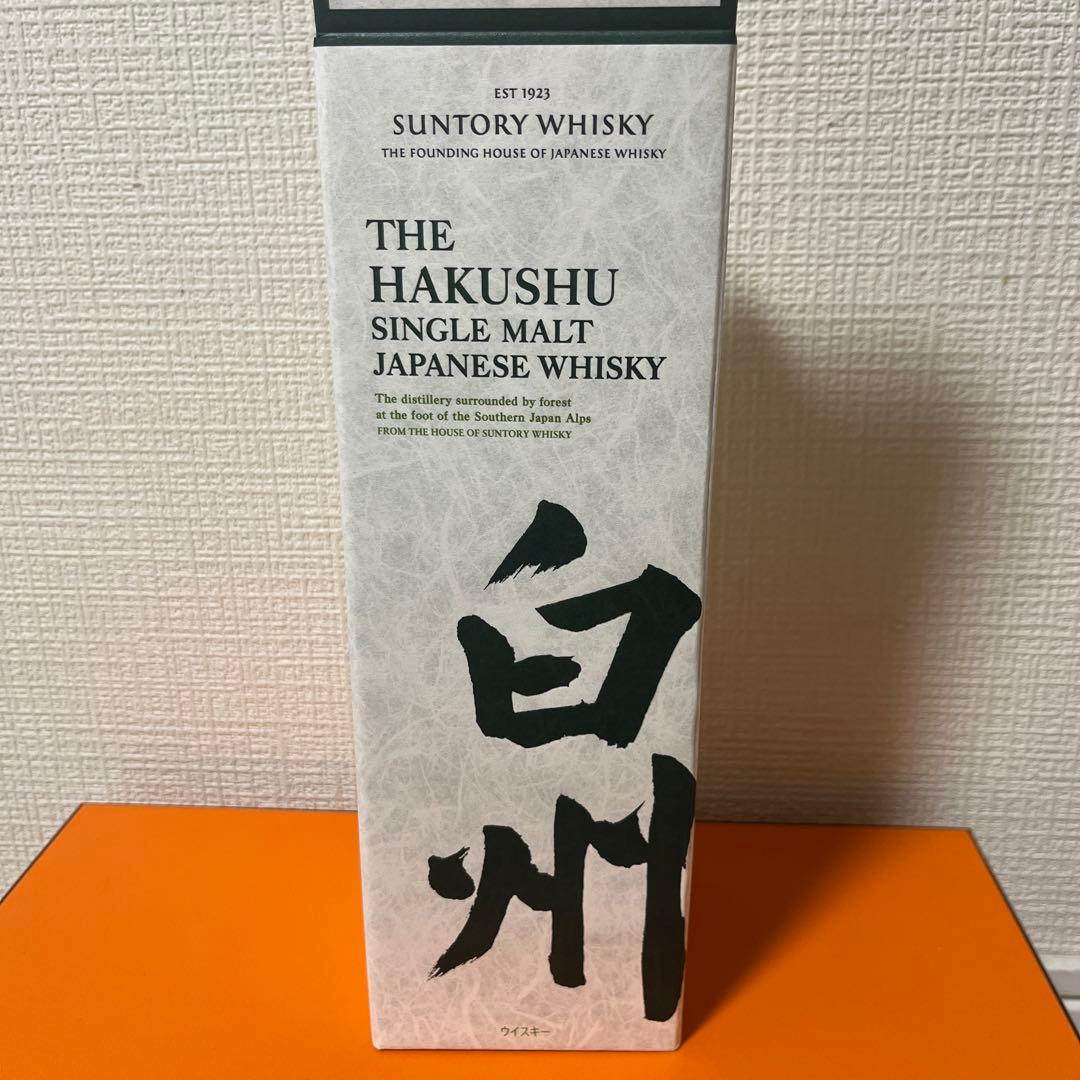 EST 1923
SUNTORY WHISKY
THE FOUNDING HOUSE OF JAPANESE WHISKY
THE
HAKUSHU
SINGLE MALT
JAPANESE WHISKY
The distillery surrounded by forest
at the foot of the Southern Japan Alps
FROM THE HOUSE OF SUNTORY WHISKY
白州
ウイスキー